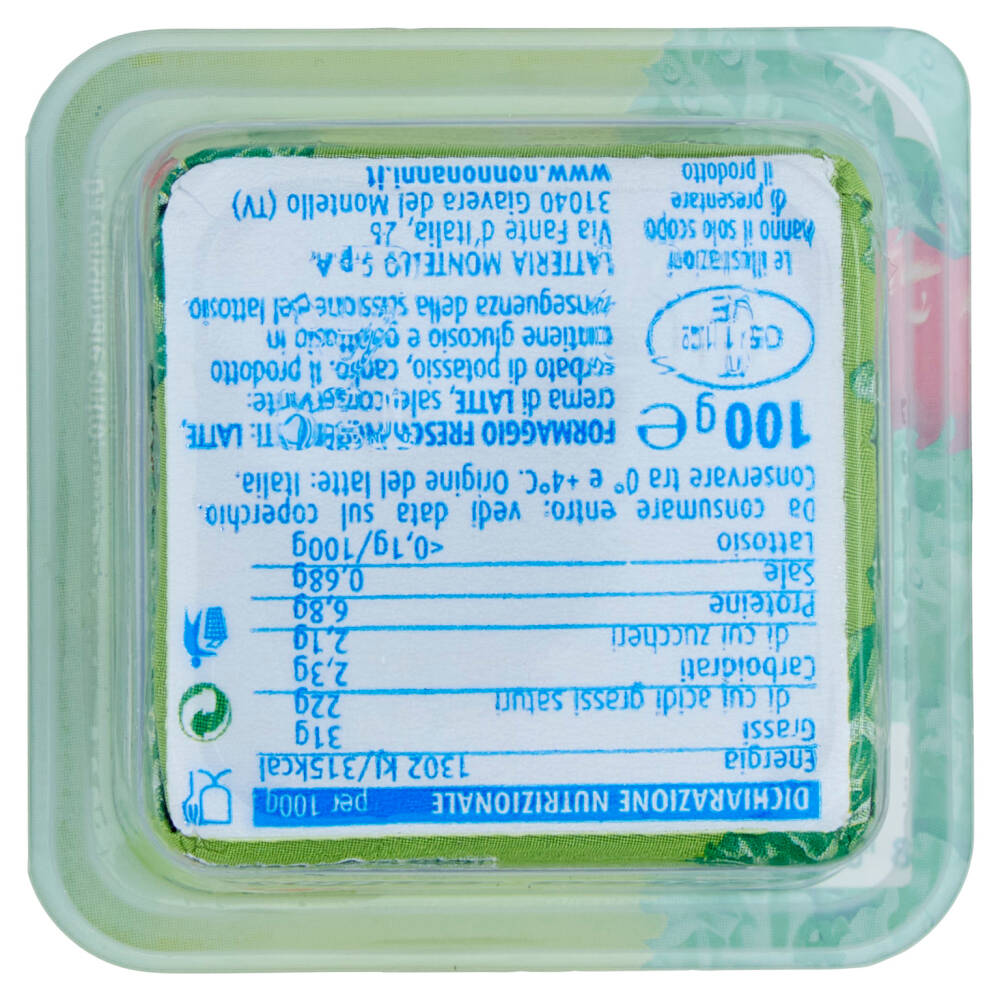 DICHIARAZIONE NUTRIZIONALE per 100g
Energia 1302 kJ/315kcal
Grassi 31g
di cui acidi grassi saturi 22g
Carboidrati 2,3g
di cui zuccheri 2,1g
Proteine 6,8g
Sale 0,68g
Lattosio <0,1g/100g
Da consumare entro: vedi data sul coperchio.
Conservare tra 0° e +4°C. Origine del latte: Italia.
100g e
FORMAGGIO FRESCO INGREDIENTI: LATTE,
crema di LATTE, sale, conservante:
sorbato di potassio, caglio. Il prodotto
contiene glucosio e galattosio in
conseguenza della scissione del lattosio.
IT
CE
LATTERIA MONTELLO S.p.A.
Via Fante d'Italia, 26
31040 Giavera del Montello (TV)
www.nonnonanni.it
Le illustrazioni
hanno il solo scopo
di presentare
il prodotto